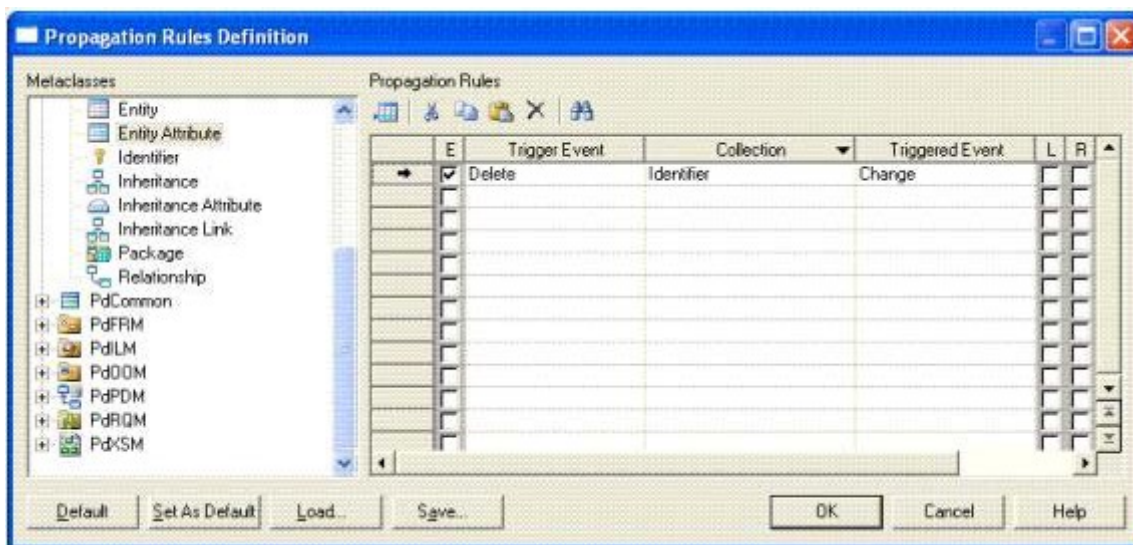 Propagation Rules Definition
Metaclasses
Propagation Rules
Entity
Entity Attribute
Identifier
Inheritance
Inheritance Attribute
Inheritance Link
Package
Relationship
PdCommon
PdFRM
PdILM
PdOOM
PdPDM
PdRQM
PdXSM
E Trigger Event Collection Triggered Event L R
Delete Identifier Change
Default Set As Default Load... Save... OK Cancel Help